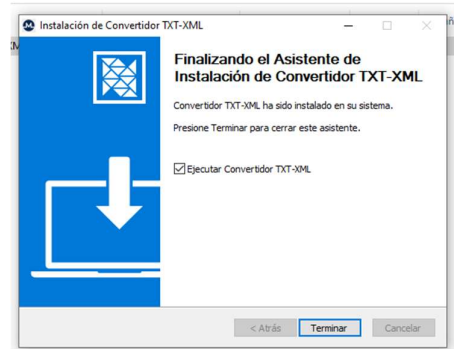 Instalación de Convertidor TXT-XML
Finalizando el Asistente de
Instalación de Convertidor TXT-XML
Convertidor TXT-XML ha sido instalado en su sistema.
Presione Terminar para cerrar este asistente.
Ejecutar Convertidor TXT-XML
< Atrás
Terminar
Cancelar